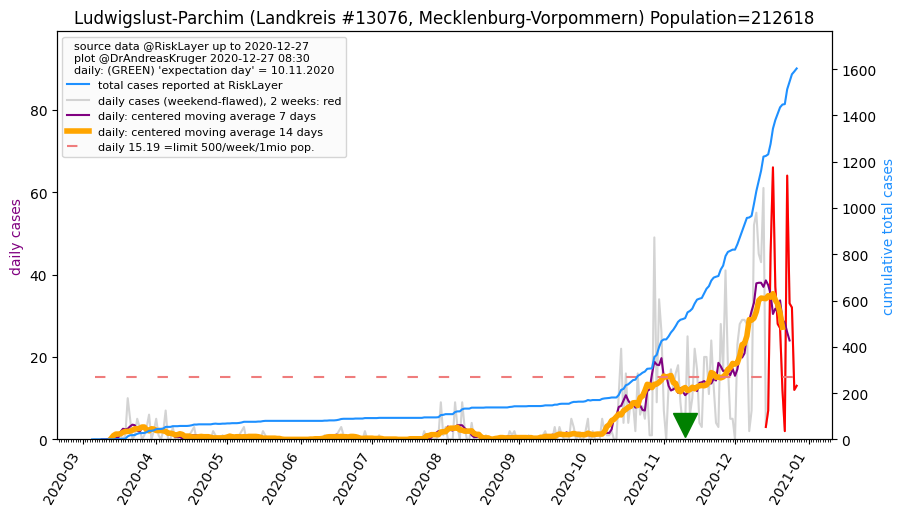 Ludwigslust-Parchim (Landkreis #13076, Mecklenburg-Vorpommern) Population=212618
source data @RiskLayer up to 2020-12-27
plot @DrAndreasKruger 2020-12-27 08:30
daily: (GREEN) 'expectation day' = 10.11.2020
total cases reported at RiskLayer
daily cases (weekend-flawed), 2 weeks: red
daily: centered moving average 7 days
daily: centered moving average 14 days
daily 15.19 =limit 500/week/1mio pop.
daily cases
80
60
40
20
0
cumulative total cases
1600
1400
1200
1000
800
600
400
200
0
2020-03
2020-04
2020-05
2020-06
2020-07
2020-08
2020-09
2020-10
2020-11
2020-12
2021-01